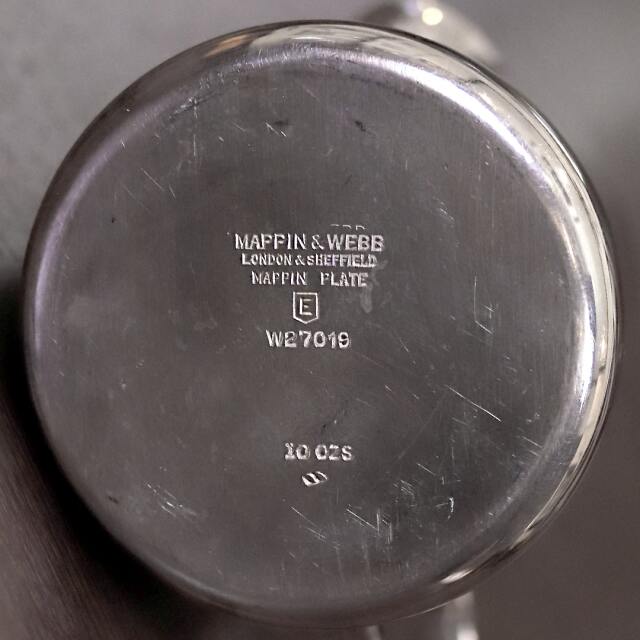 MAPPIN & WEBB
LONDON & SHEFFIELD
MAPPIN PLATE
E
W27019
10 OZS